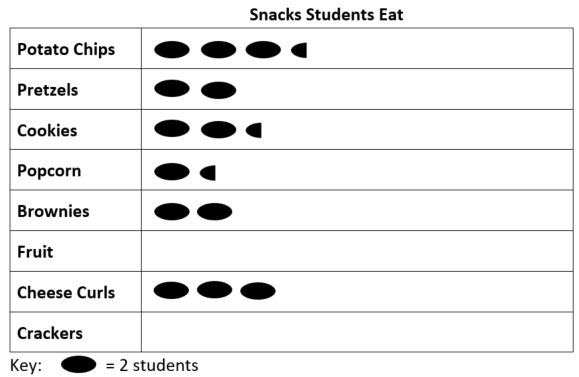 Snacks Students Eat
Potato Chips
Pretzels
Cookies
Popcorn
Brownies
Fruit
Cheese Curls
Crackers
Key: = 2 students